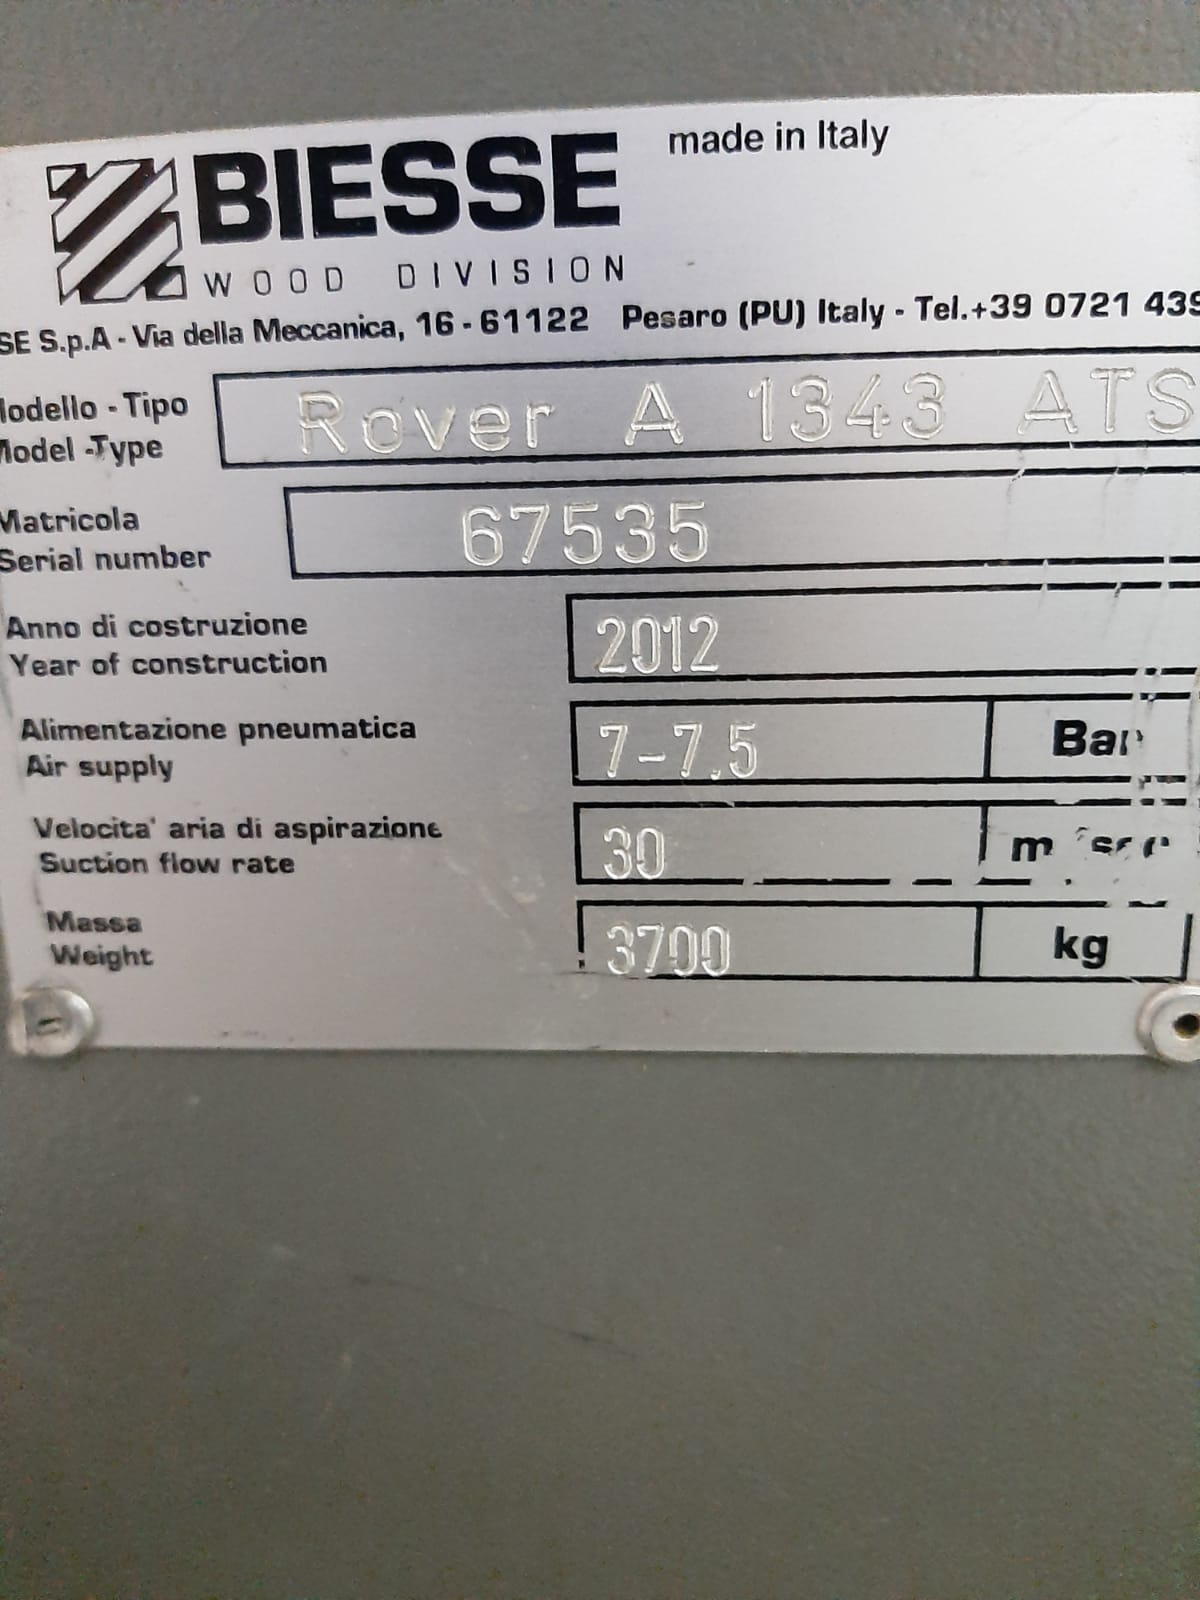 BIESSE made in Italy
WOOD DIVISION
SE S.p.A - Via della Meccanica, 16 - 61122 Pesaro (PU) Italy - Tel.+39 0721 439
Modello - Tipo Rover A 1343 ATS
Model -Type
Matricola 67535
Serial number
Anno di costruzione 2012
Year of construction
Alimentazione pneumatica 7-7.5 Bar
Air supply
Velocita' aria di aspirazione 30
Suction flow rate
Massa 3700 kg
Weight